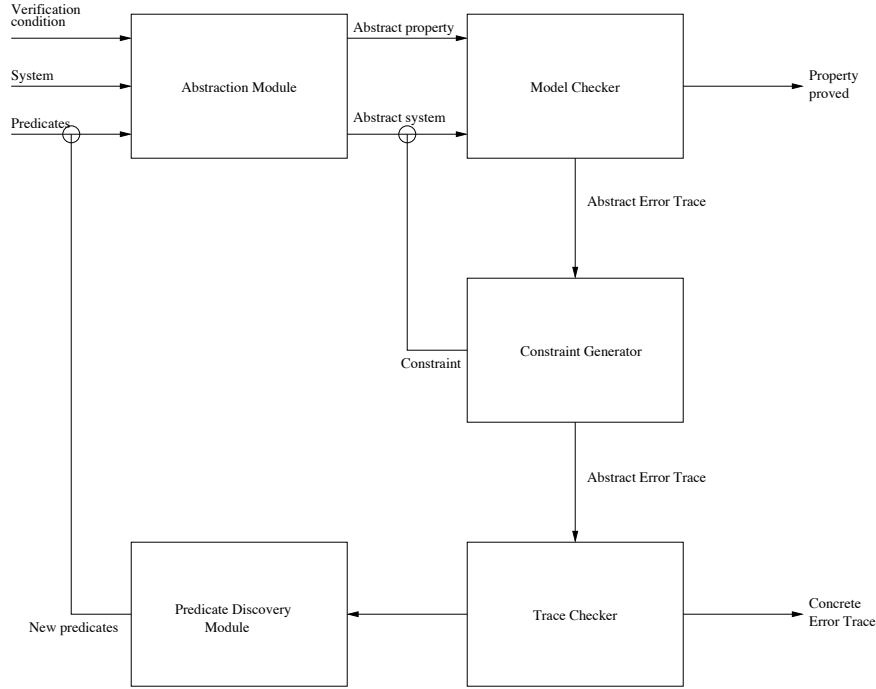 Verification
condition
Abstract property
System
Abstraction Module
Model Checker
Property
proved
Predicates
Abstract system
Abstract Error Trace
Constraint Generator
Constraint
Abstract Error Trace
Predicate Discovery
Module
Trace Checker
Concrete
Error Trace
New predicates